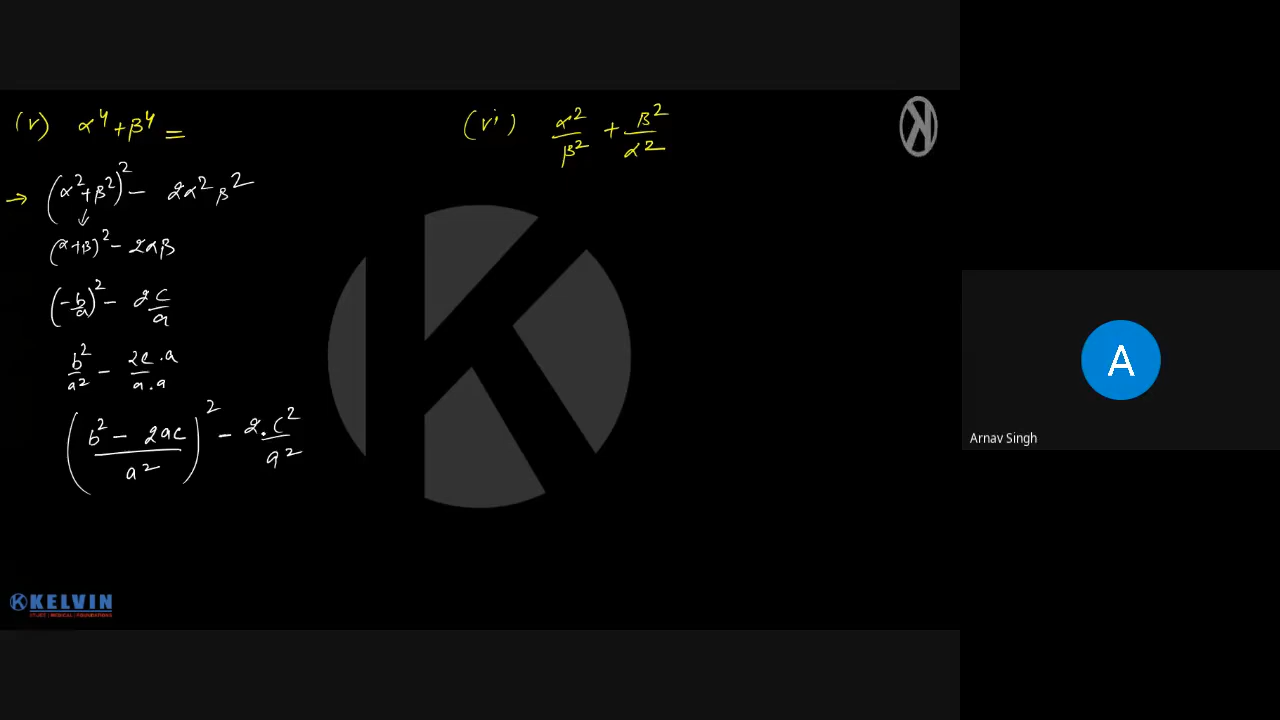 (v) α⁴ + β⁴ =
→ (α² + β²)² - 2α²β²
↓
(α+β)² - 2αβ
(-b/a)² - 2c/a
b²/a² - 2c.a/a.a
((b² - 2ac)/a²)² - 2.c²/a²
(vi) α²/β² + β²/α²
A
Arnav Singh
KELVIN